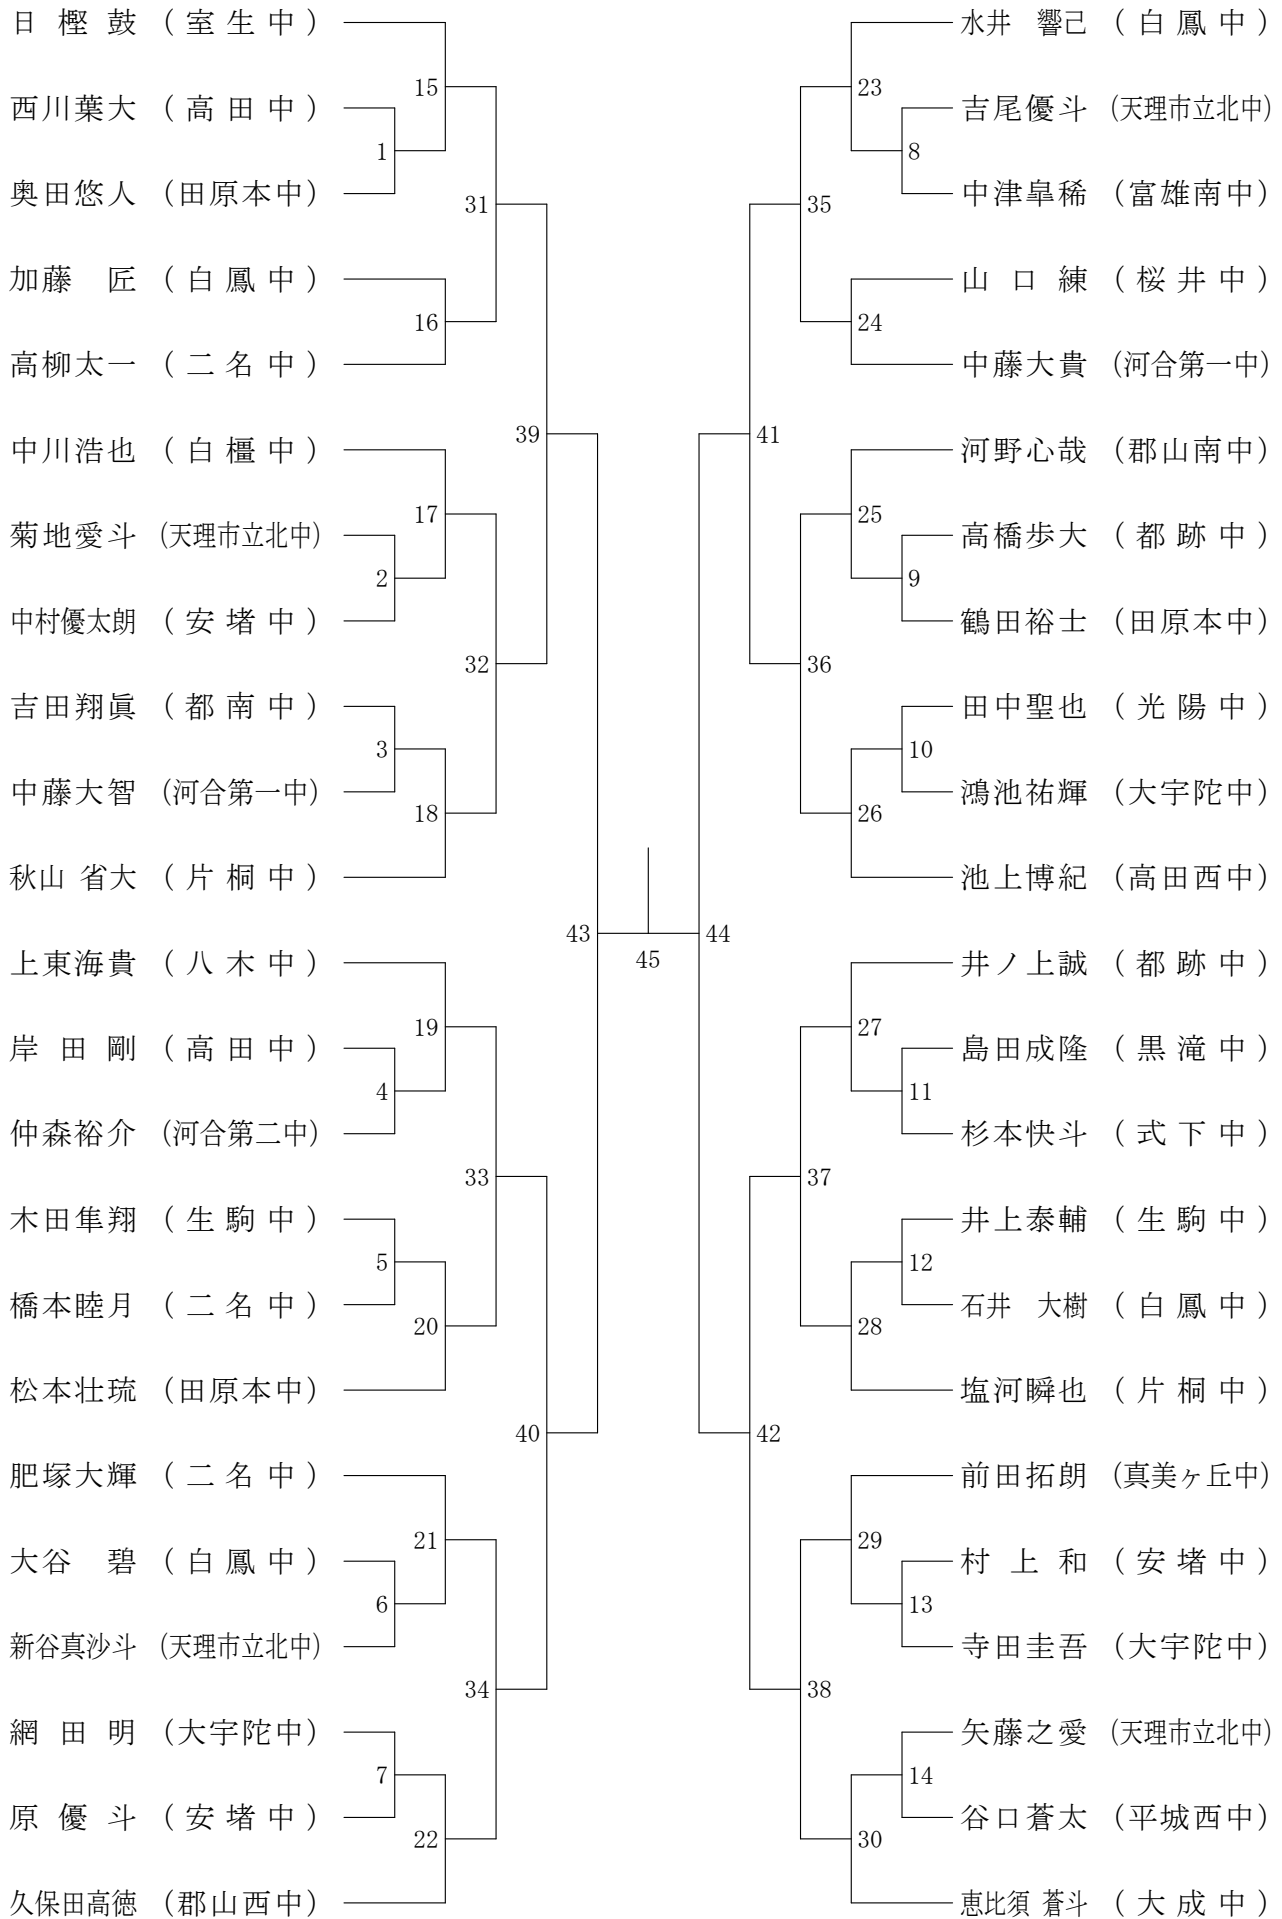 日樫鼓 (室生中)
西川葉大 (高田中)
奥田悠人 (田原本中)
加藤 匠 (白鳳中)
高柳太一 (二名中)
中川浩也 (白橿中)
菊地愛斗 (天理市立北中)
中村優太朗 (安堵中)
吉田翔眞 (都南中)
中藤大智 (河合第一中)
秋山 省大 (片桐中)
上東海貴 (八木中)
岸田剛 (高田中)
仲森裕介 (河合第二中)
木田隼翔 (生駒中)
橋本睦月 (二名中)
松本壮琉 (田原本中)
肥塚大輝 (二名中)
大谷 碧 (白鳳中)
新谷真沙斗 (天理市立北中)
網田明 (大宇陀中)
原優斗 (安堵中)
久保田高徳 (郡山西中)
1
2
3
4
5
6
7
15
16
17
18
19
20
21
22
31
32
33
34
39
40
43
45
44
41
42
35
36
37
38
23
24
25
26
27
28
29
30
8
9
10
11
12
13
14
水井 響己 (白鳳中)
吉尾優斗 (天理市立北中)
中津皐稀 (富雄南中)
山口練 (桜井中)
中藤大貴 (河合第一中)
河野心哉 (郡山南中)
高橋歩大 (都跡中)
鶴田裕士 (田原本中)
田中聖也 (光陽中)
鴻池祐輝 (大宇陀中)
池上博紀 (高田西中)
井ノ上誠 (都跡中)
島田成隆 (黒滝中)
杉本快斗 (式下中)
井上泰輔 (生駒中)
石井 大樹 (白鳳中)
塩河瞬也 (片桐中)
前田拓朗 (真美ヶ丘中)
村上和 (安堵中)
寺田圭吾 (大宇陀中)
矢藤之愛 (天理市立北中)
谷口蒼太 (平城西中)
恵比須 蒼斗 (大成中)